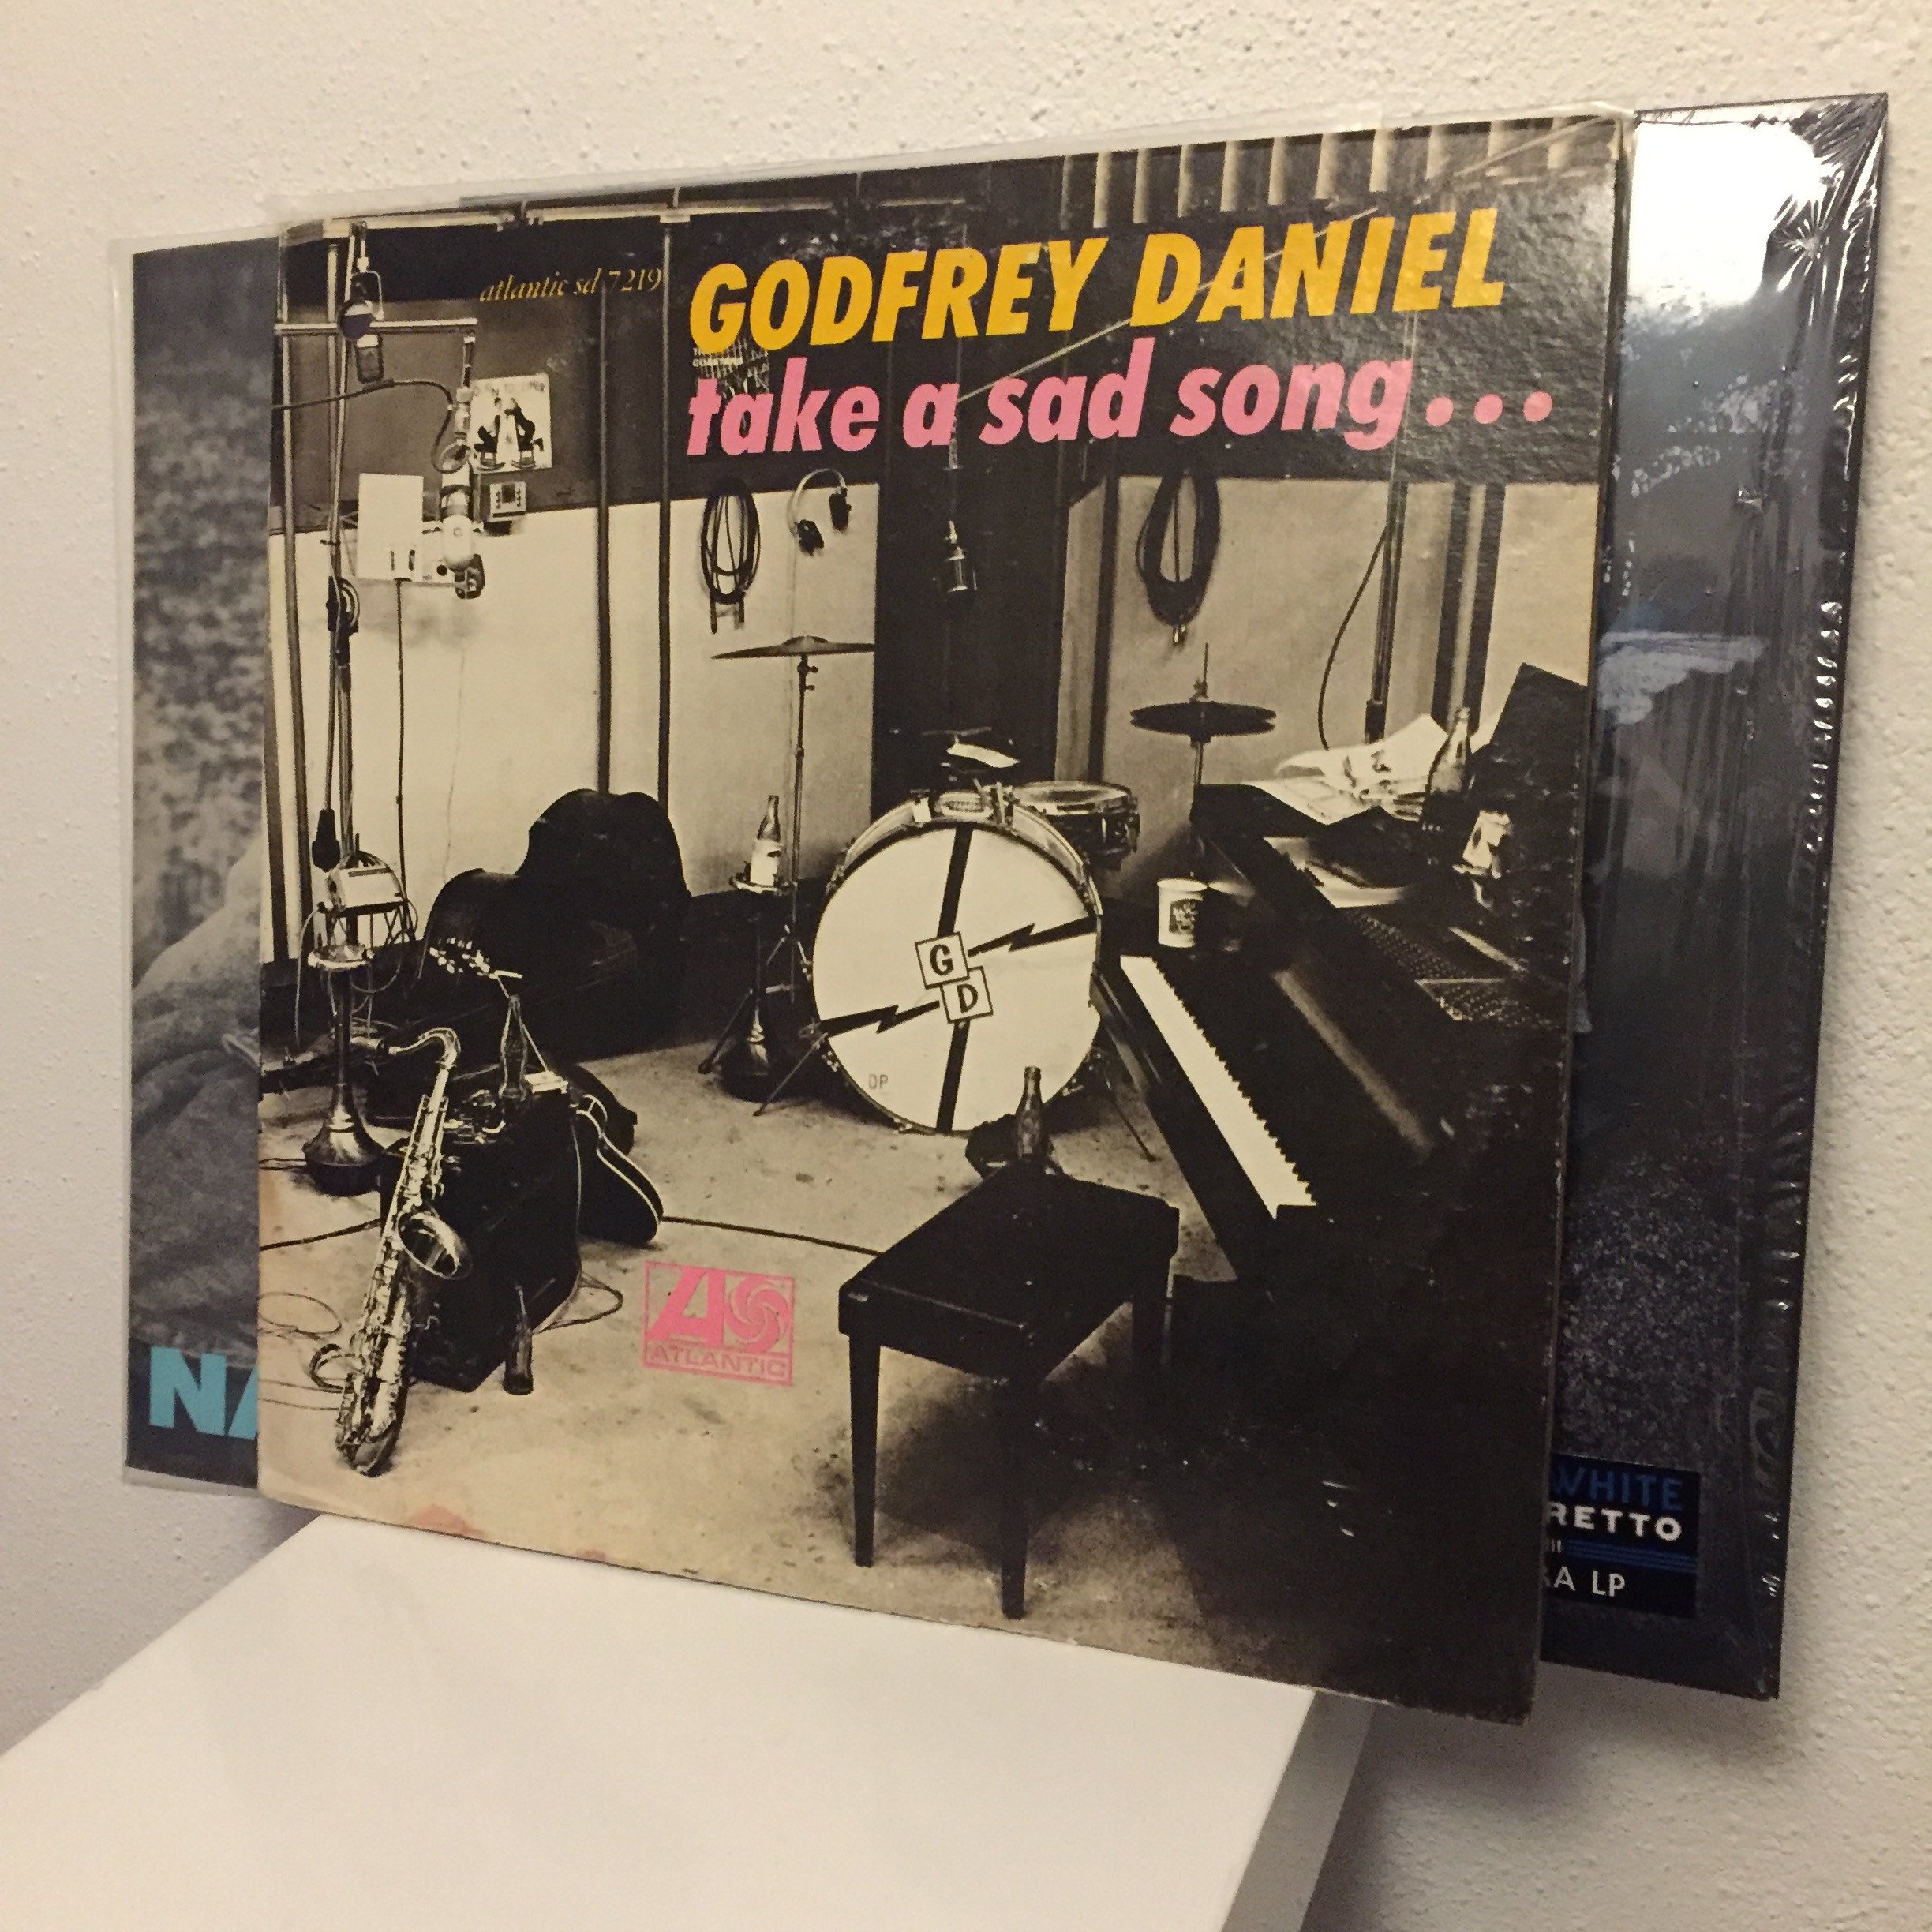 atlantic sd 7219
GODFREY DANIEL
take a sad song...
G
D
DP
ATLANTIC
NA
WHITE
RETTO
LP